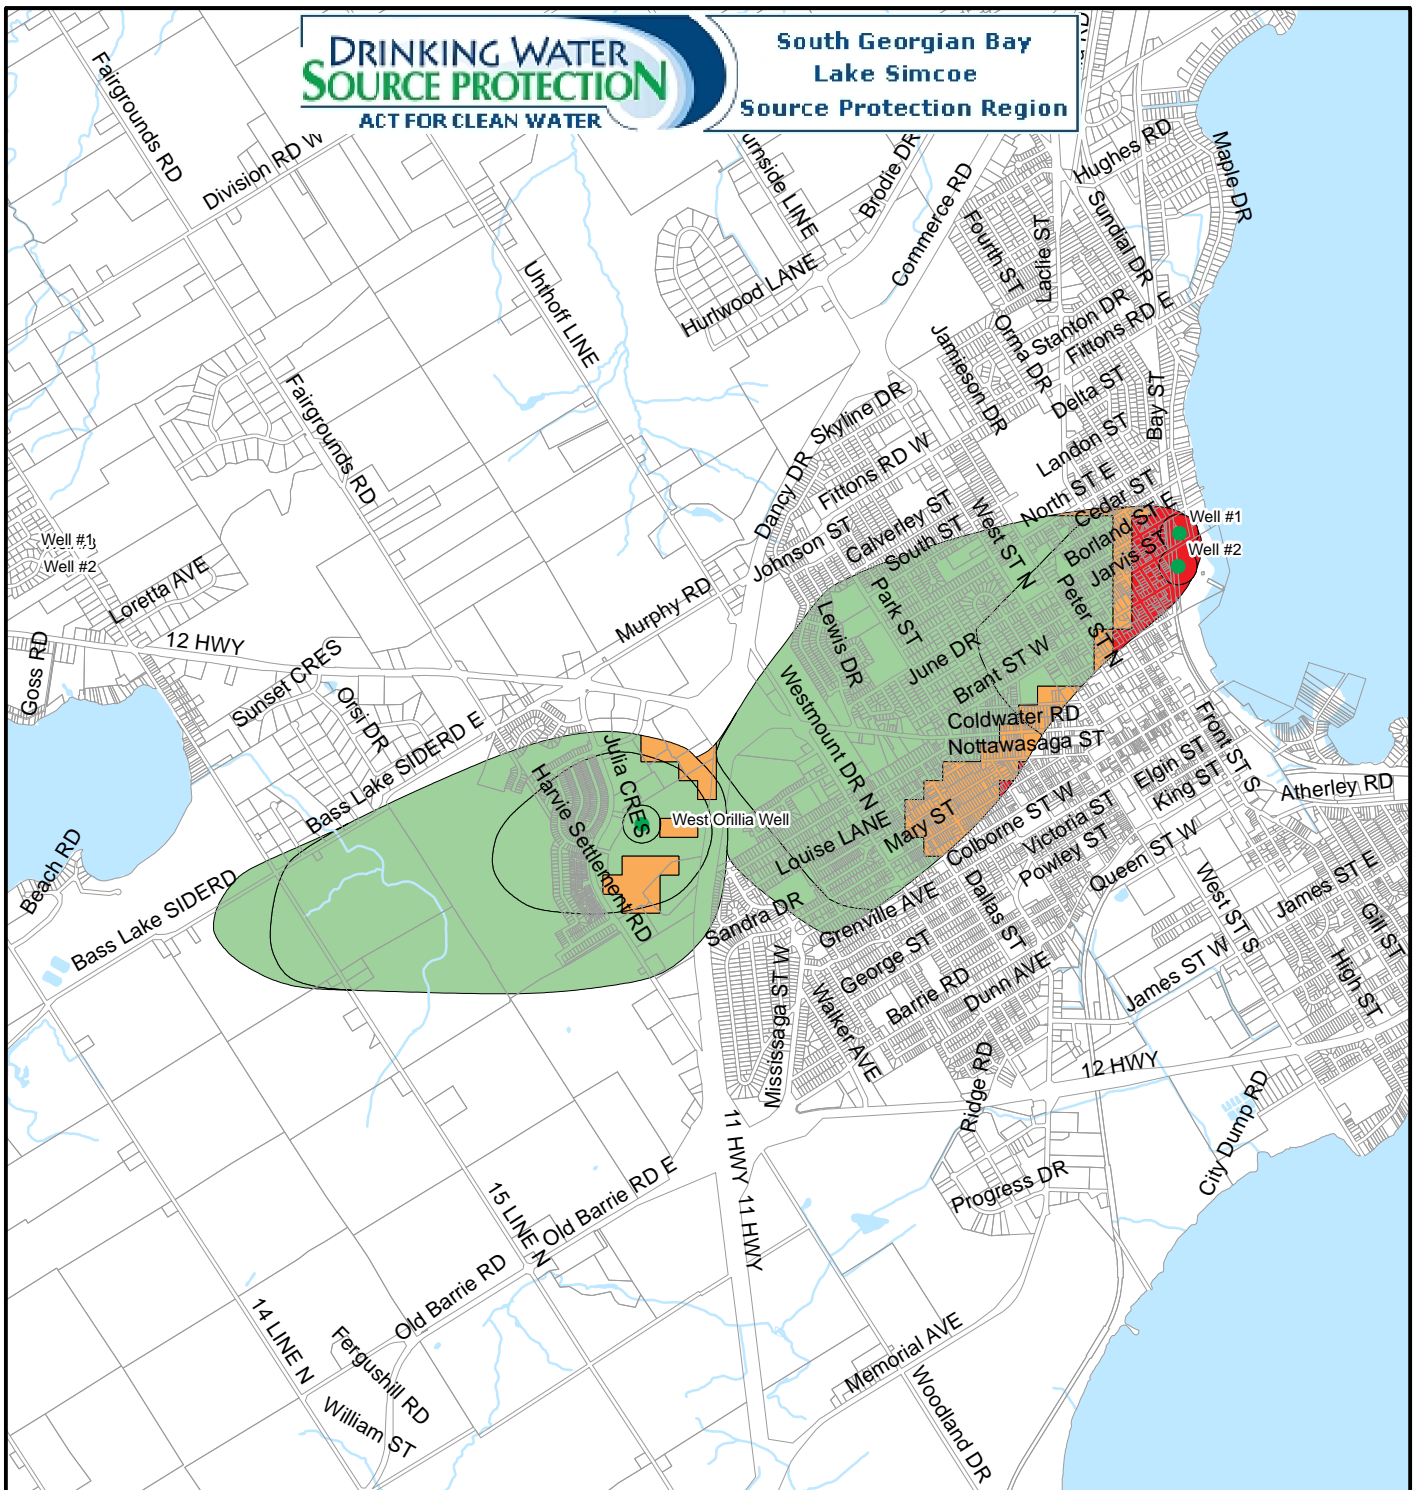 DRINKING WATER
SOURCE PROTECTION
ACT FOR CLEAN WATER
South Georgian Bay
Lake Simcoe
Source Protection Region
Fairgrounds RD
Division RD W
Uhthoff LINE
Hurlwood LANE
Brodie DR
Commerce RD
Hughes RD
Maple DR
Sundial DR
Fourth ST
Laclie ST
Orma DR
Stanton DR
Fittons RD E
Jamieson DR
Delta ST
Bay ST
Landon ST
Fairgrounds RD
Skyline DR
Fittons RD W
Dancy DR
Johnson ST
Calverley ST
South ST
West ST N
North ST E
Cedar ST
Borland ST E
Jarvis ST
Well #1
Well #2
Well #1
Well #2
Loretta AVE
12 HWY
Goss RD
Sunset CRES
Orsi DR
Murphy RD
Lewis DR
Park ST
June DR
Brant ST W
Peter ST N
Westmount DR N
Coldwater RD
Nottawasaga ST
Front ST S
Elgin ST
King ST
Atherley RD
Bass Lake SIDERD E
Julia CRES
Harvie Settlement RD
West Orillia Well
Louise LANE
Mary ST
Colborne ST W
Victoria ST
Powley ST
Queen ST W
Beach RD
Bass Lake SIDERD
Sandra DR
Grenville AVE
Dallas ST
West ST S
James ST E
Gill ST
High ST
George ST
Barrie RD
Dunn AVE
James ST W
Mississaga ST W
Walker AVE
Ridge RD
12 HWY
City Dump RD
11 HWY
11 HWY
Progress DR
15 LINE N
Old Barrie RD E
Old Barrie RD
14 LINE N
Fergushill RD
William ST
Memorial AVE
Woodland DR